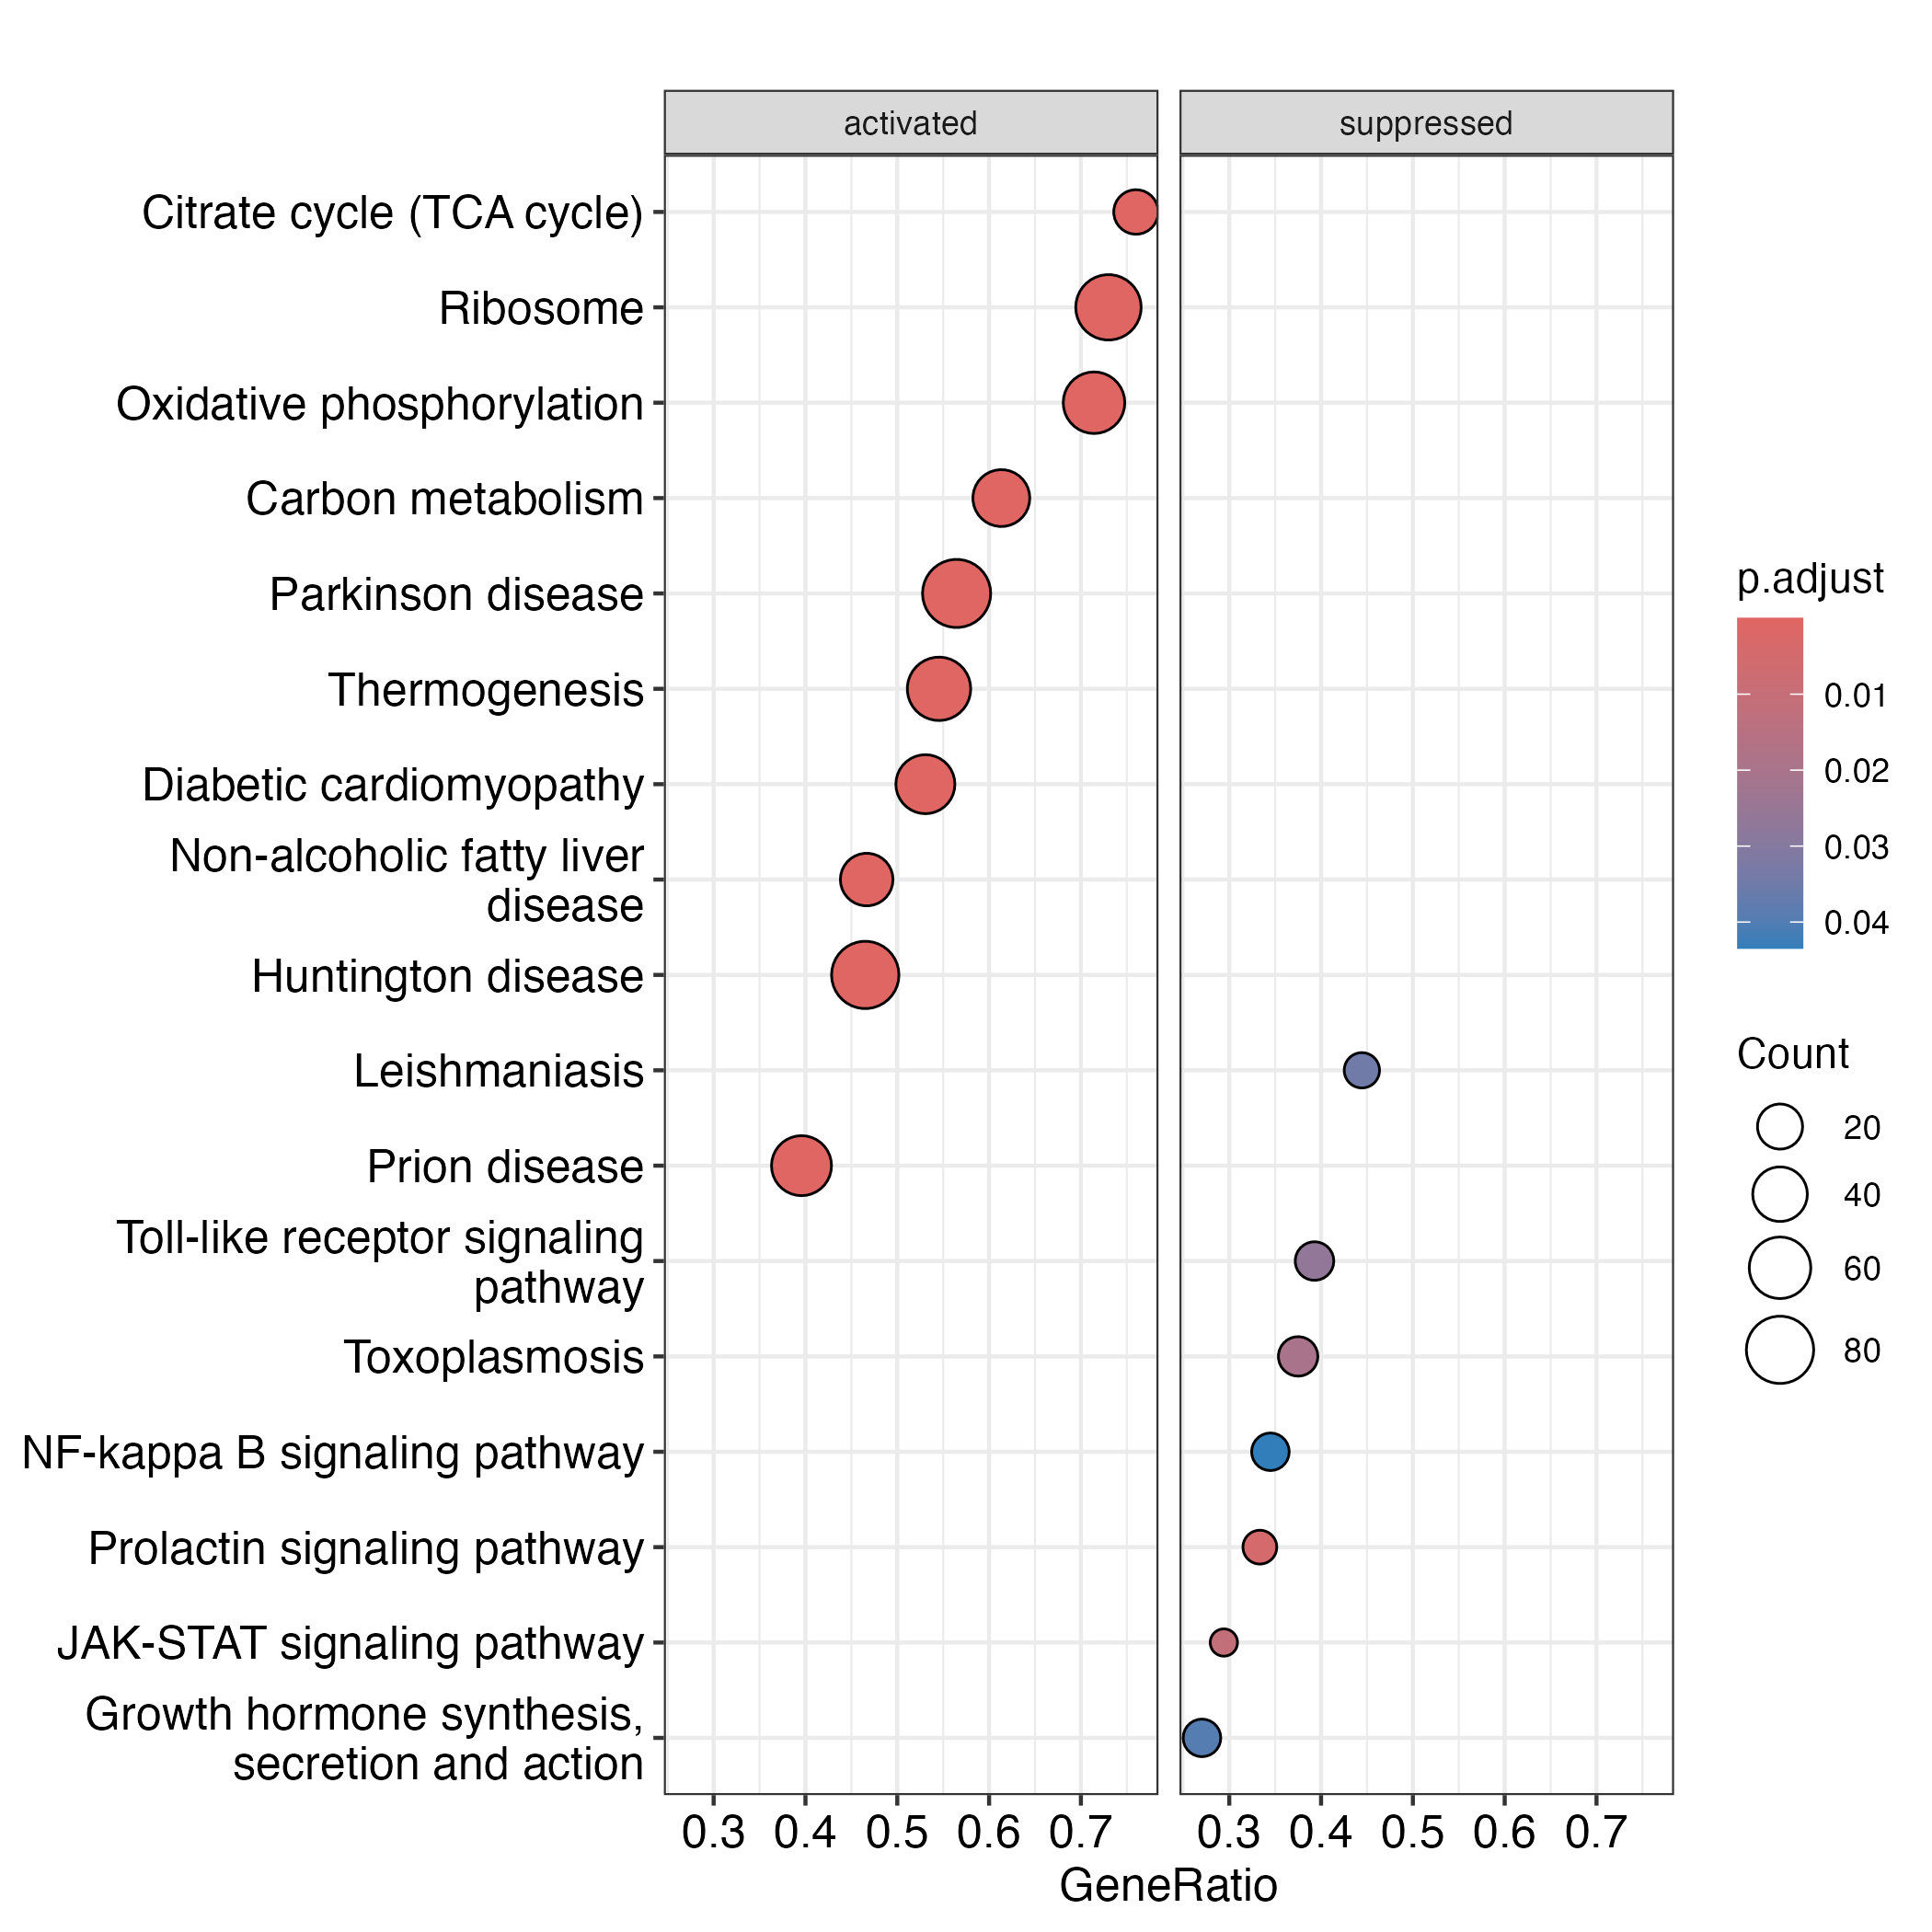 activated
suppressed
Citrate cycle (TCA cycle)
Ribosome
Oxidative phosphorylation
Carbon metabolism
Parkinson disease
Thermogenesis
Diabetic cardiomyopathy
Non-alcoholic fatty liver
disease
Huntington disease
Leishmaniasis
Prion disease
Toll-like receptor signaling
pathway
Toxoplasmosis
NF-kappa B signaling pathway
Prolactin signaling pathway
JAK-STAT signaling pathway
Growth hormone synthesis,
secretion and action
0.3 0.4 0.5 0.6 0.7
0.3 0.4 0.5 0.6 0.7
GeneRatio
p.adjust
0.01
0.02
0.03
0.04
Count
20
40
60
80